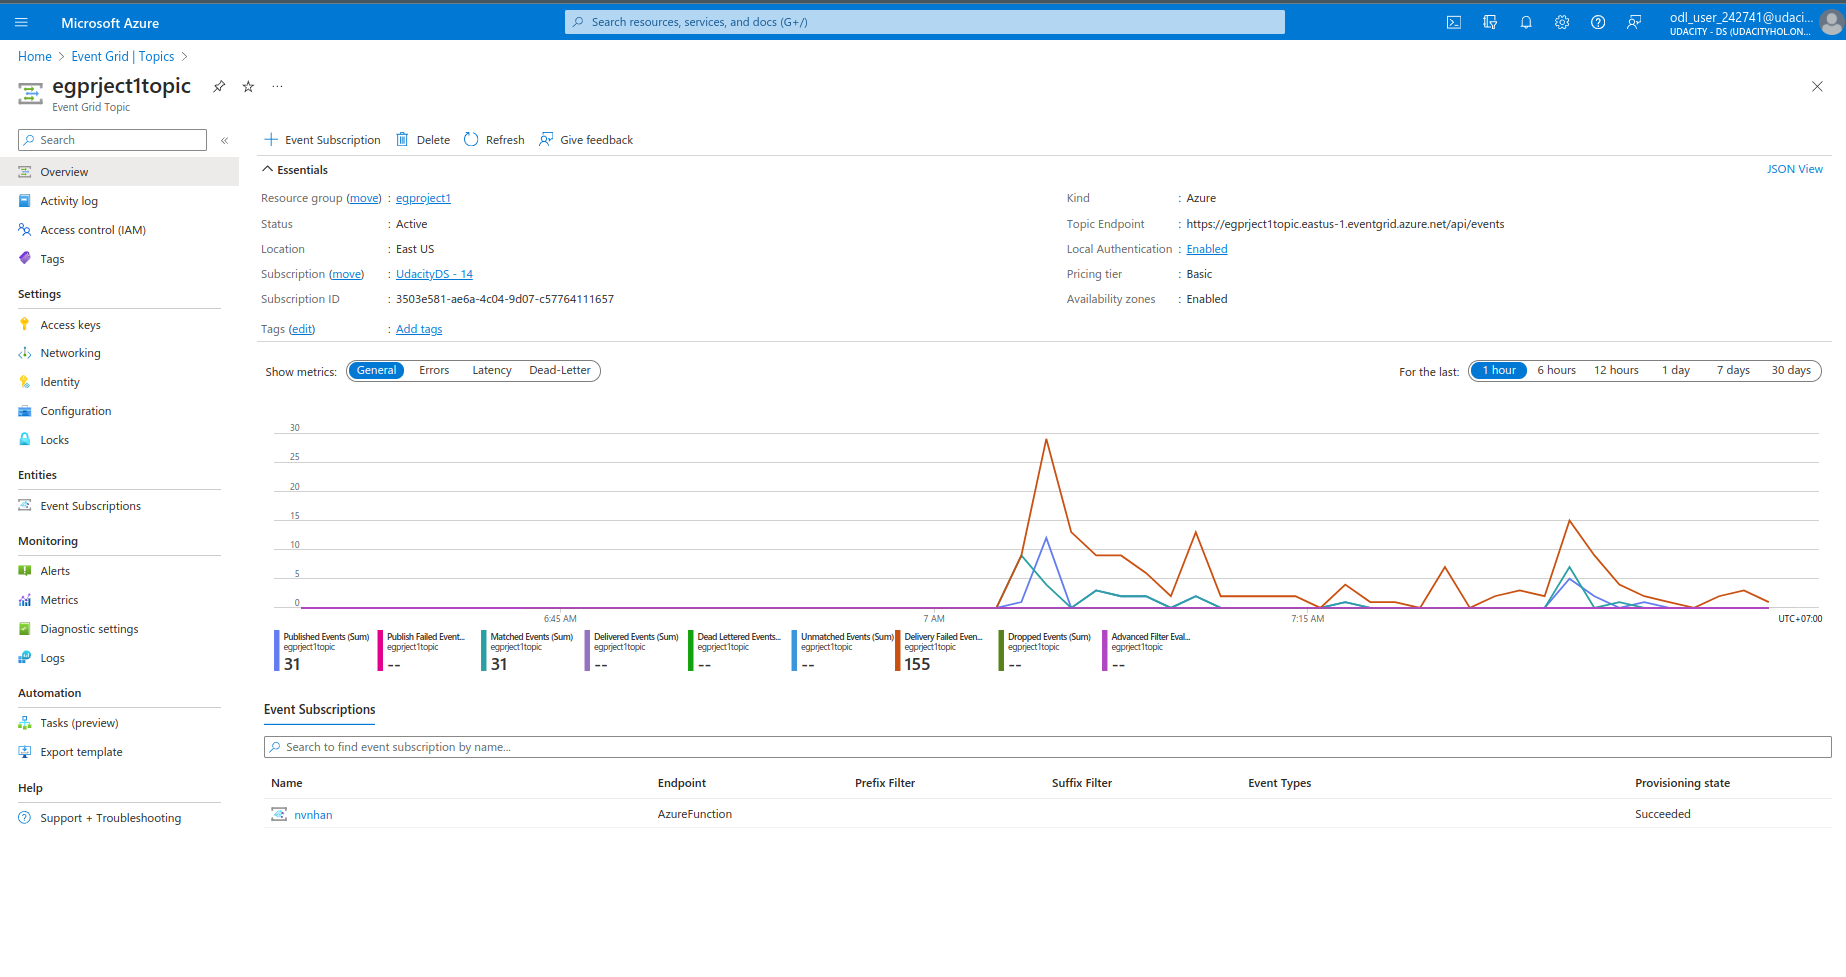 Microsoft Azure
Search resources, services, and docs (G+/)
odl_user_242741@udaci...
UDACITY - DS (UDACITYHOL.ON...
Home > Event Grid | Topics >
egprject1topic
Event Grid Topic
Search
«
Event Subscription
Delete
Refresh
Give feedback
Overview
Activity log
Access control (IAM)
Tags
Settings
Access keys
Networking
Identity
Configuration
Locks
Entities
Event Subscriptions
Monitoring
Alerts
Metrics
Diagnostic settings
Logs
Automation
Tasks (preview)
Export template
Help
Support + Troubleshooting
Essentials
JSON View
Resource group (move) : egproject1
Status : Active
Location : East US
Subscription (move) : UdacityDS - 14
Subscription ID : 3503e581-ae6a-4c04-9d07-c57764111657
Tags (edit) : Add tags
Kind : Azure
Topic Endpoint : https://egprject1topic.eastus-1.eventgrid.azure.net/api/events
Local Authentication : Enabled
Pricing tier : Basic
Availability zones : Enabled
Show metrics: General Errors Latency Dead-Letter
For the last: 1 hour 6 hours 12 hours 1 day 7 days 30 days
30
25
20
15
10
5
0
6:45 AM 7 AM 7:15 AM UTC+07:00
Published Events (Sum)
egprject1topic
31
Publish Failed Event...
egprject1topic
--
Matched Events (Sum)
egprject1topic
31
Delivered Events (Sum)
egprject1topic
--
Dead Lettered Events...
egprject1topic
--
Unmatched Events (Sum)
egprject1topic
--
Delivery Failed Even...
egprject1topic
155
Dropped Events (Sum)
egprject1topic
--
Advanced Filter Eval...
egprject1topic
--
Event Subscriptions
Search to find event subscription by name...
Name Endpoint Prefix Filter Suffix Filter Event Types Provisioning state
nvnhan AzureFunction Succeeded